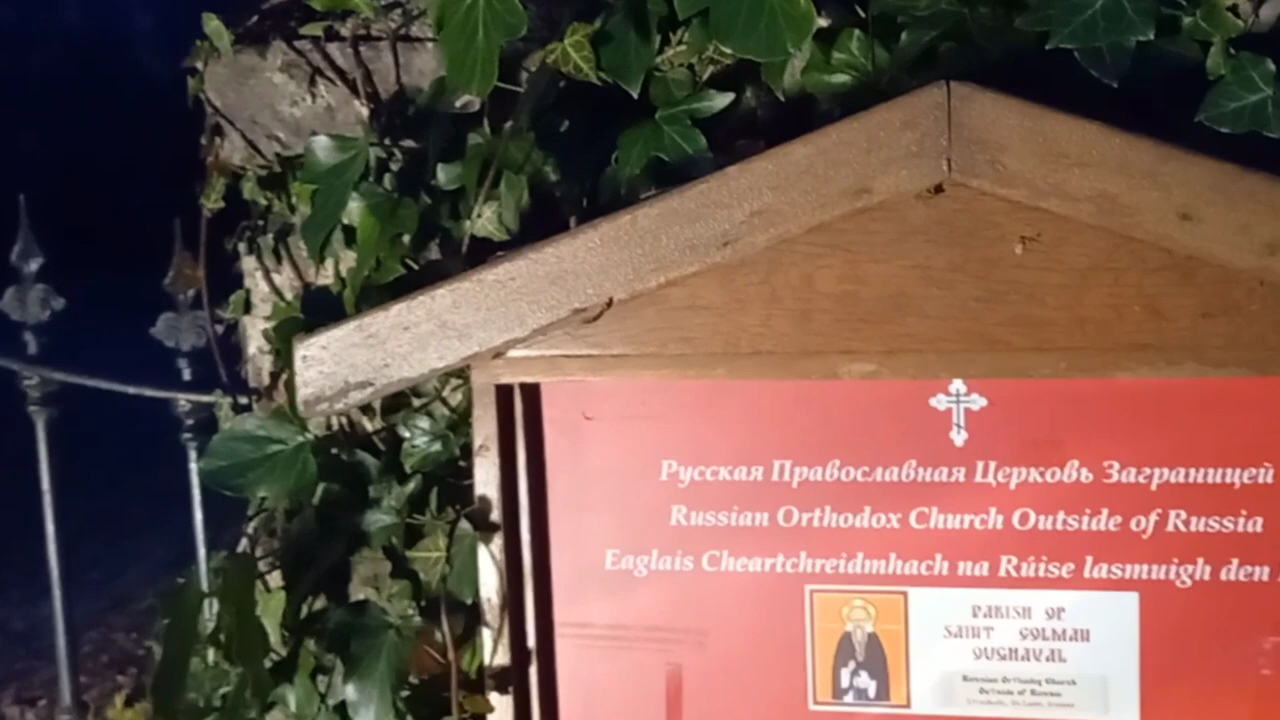 Русская Православная Церковь Заграницей
Russian Orthodox Church Outside of Russia
Eaglais Cheartchreidmhach na Rúise lasmuigh den
PARISH OF
SAINT COLMAN
OUGHAVAL
Russian Orthodox Church
Outside of Russia